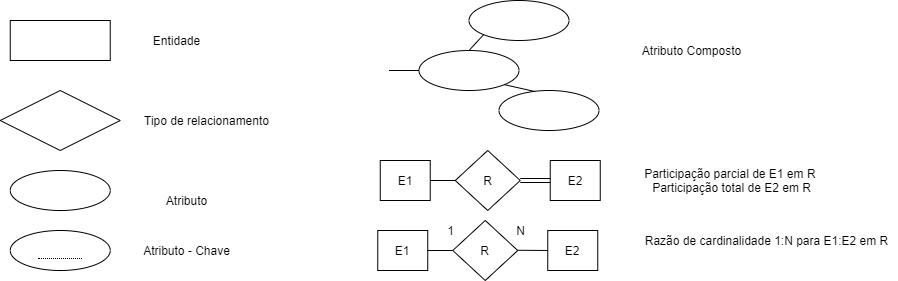 Entidade
Tipo de relacionamento
Atributo
Atributo - Chave
Atributo Composto
E1 R E2
Participação parcial de E1 em R
Participação total de E2 em R
1 N
E1 R E2
Razão de cardinalidade 1:N para E1:E2 em R